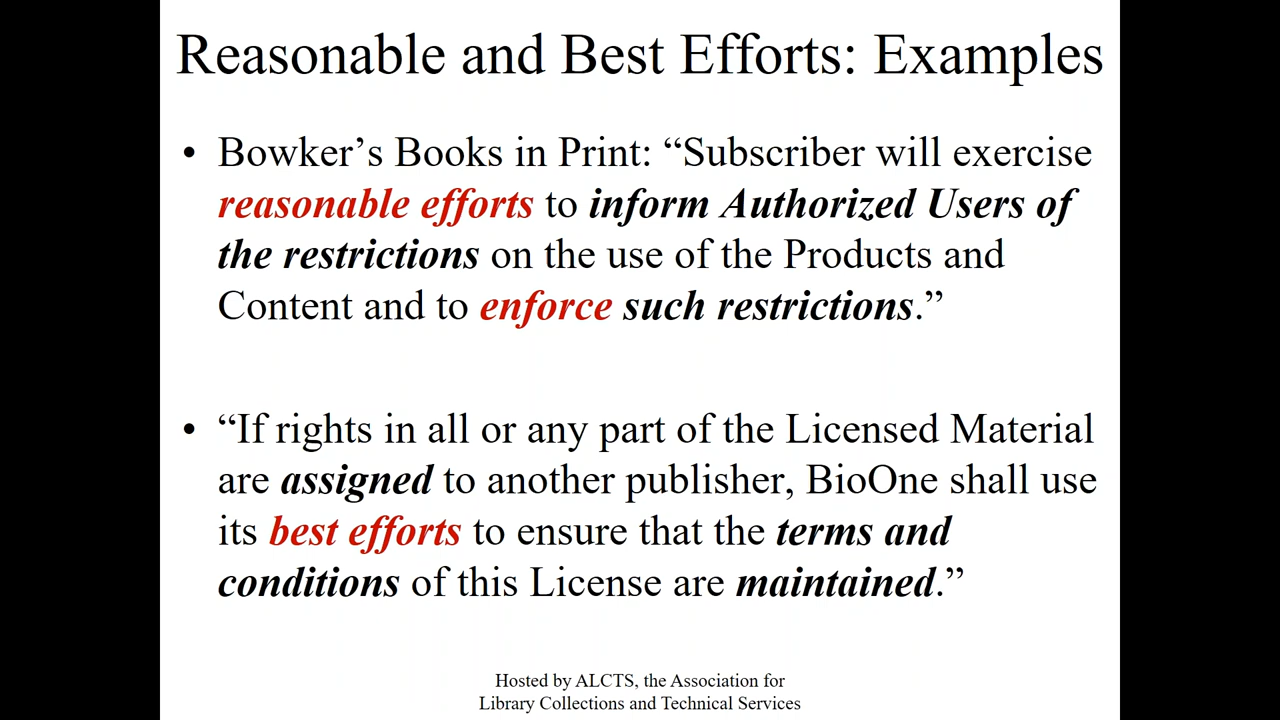 Reasonable and Best Efforts: Examples
• Bowker’s Books in Print: “Subscriber will exercise
reasonable efforts to inform Authorized Users of
the restrictions on the use of the Products and
Content and to enforce such restrictions.”
• “If rights in all or any part of the Licensed Material
are assigned to another publisher, BioOne shall use
its best efforts to ensure that the terms and
conditions of this License are maintained.”
Hosted by ALCTS, the Association for
Library Collections and Technical Services